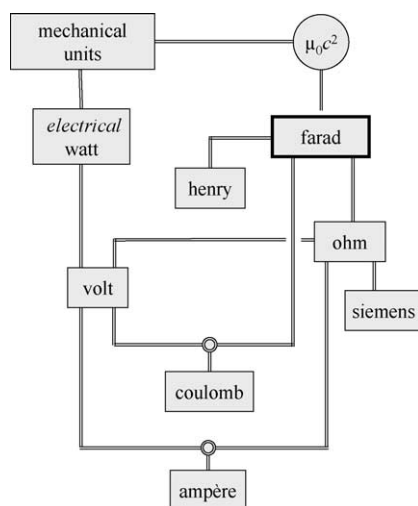 mechanical
units
μ₀c²
electrical
watt
farad
henry
ohm
volt
siemens
coulomb
ampère